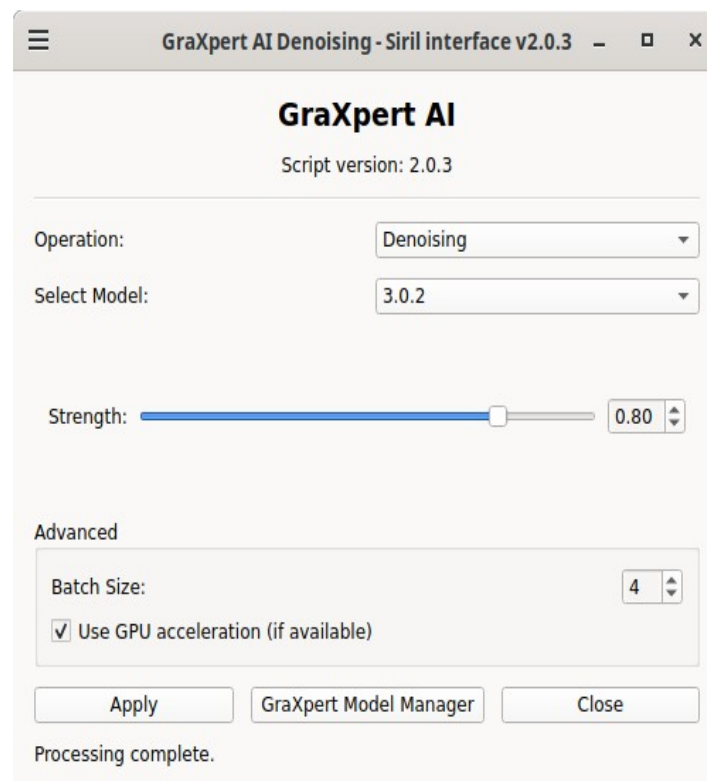 GraXpert AI Denoising - Siril interface v2.0.3
GraXpert AI
Script version: 2.0.3
Operation: Denoising
Select Model: 3.0.2
Strength: 0.80
Advanced
Batch Size: 4
Use GPU acceleration (if available)
Apply GraXpert Model Manager Close
Processing complete.